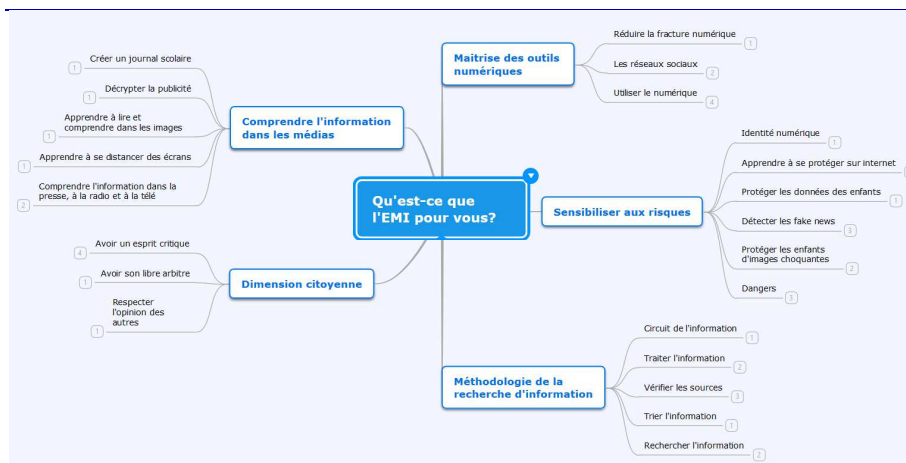 Qu'est-ce que
l'EMI pour vous?
Maitrise des outils
numériques
Réduire la fracture numérique
1
Les réseaux sociaux
2
Utiliser le numérique
4
Sensibiliser aux risques
Identité numérique
1
Apprendre à se protéger sur internet
Protéger les données des enfants
1
Détecter les fake news
3
Protéger les enfants
d'images choquantes
2
Dangers
3
Méthodologie de la
recherche d'information
Circuit de l'information
1
Traiter l'information
2
Vérifier les sources
3
Trier l'information
1
Rechercher l'information
2
Comprendre l'information
dans les médias
Créer un journal scolaire
1
Décrypter la publicité
1
Apprendre à lire et
comprendre dans les images
1
Apprendre à se distancer des écrans
1
Comprendre l'information dans la
presse, à la radio et à la télé
2
Dimension citoyenne
Avoir un esprit critique
4
Avoir son libre arbitre
1
Respecter
l'opinion des
autres
1